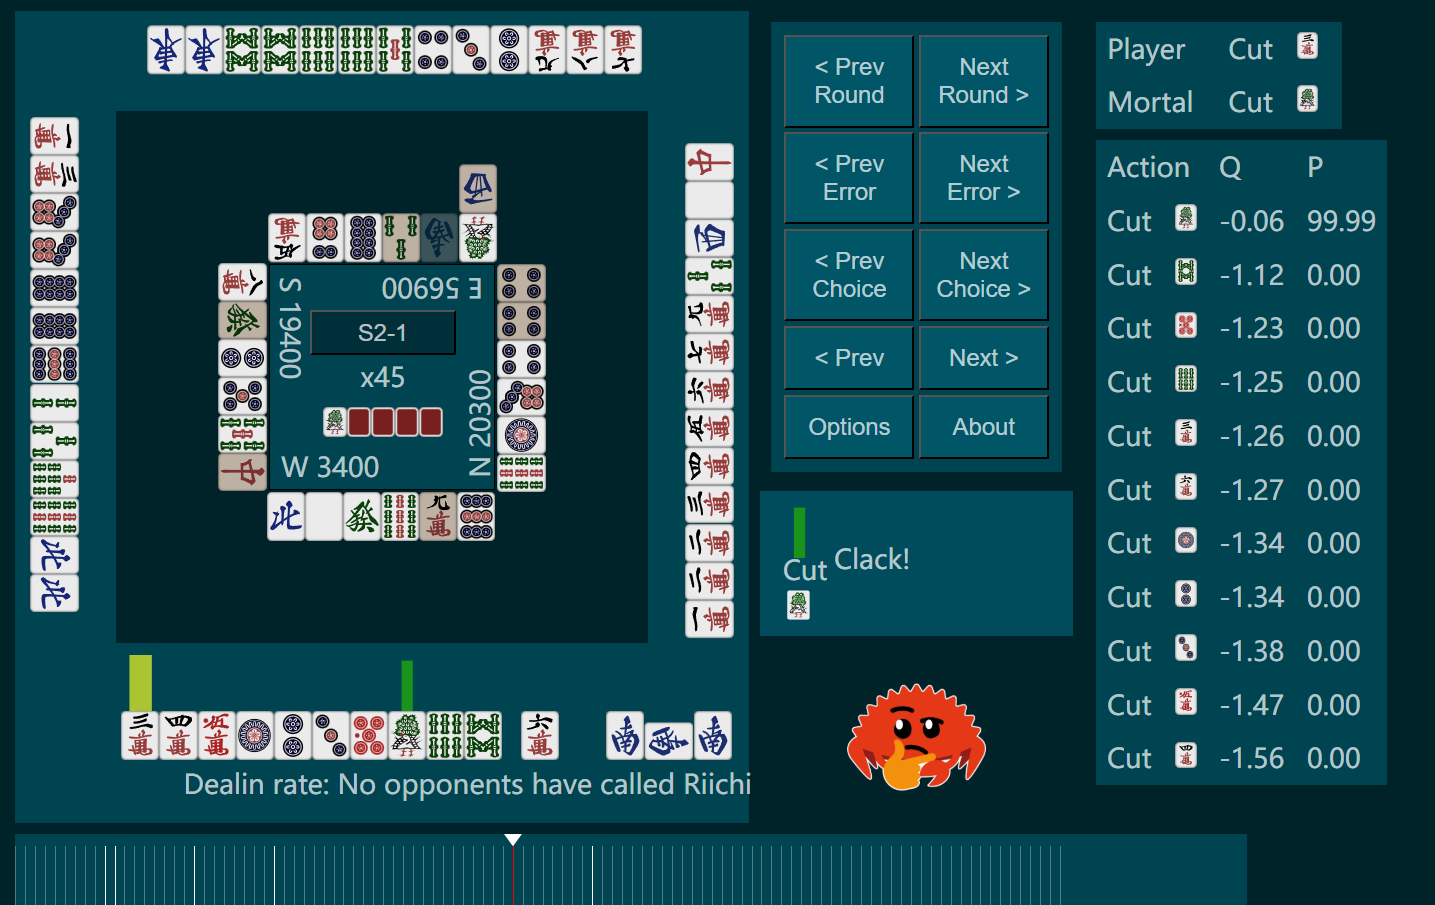 < Prev
Round
Next
Round >
< Prev
Error
Next
Error >
< Prev
Choice
Next
Choice >
< Prev
Next >
Options
About
Player Cut
Mortal Cut
Action Q P
Cut -0.06 99.99
Cut -1.12 0.00
Cut -1.23 0.00
Cut -1.25 0.00
Cut -1.26 0.00
Cut -1.27 0.00
Cut -1.34 0.00
Cut -1.34 0.00
Cut -1.38 0.00
Cut -1.47 0.00
Cut -1.56 0.00
E 56900
S 19400
S2-1
x45
N 20300
W 3400
Cut
Clack!
Dealin rate: No opponents have called Riichi